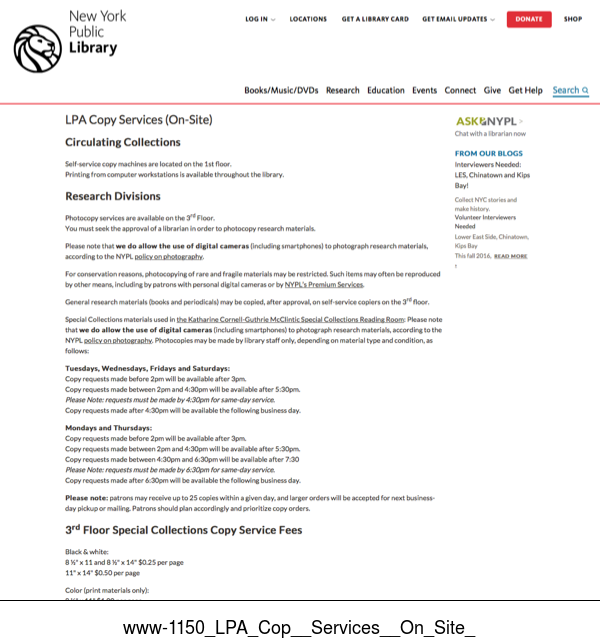 New York
Public
Library
LOG IN
LOCATIONS
GET A LIBRARY CARD
GET EMAIL UPDATES
DONATE
SHOP
Books/Music/DVDs Research Education Events Connect Give Get Help Search
LPA Copy Services (On-Site)
Circulating Collections
Self-service copy machines are located on the 1st floor.
Printing from computer workstations is available throughout the library.
Research Divisions
Photocopy services are available on the 3rd Floor.
You must seek the approval of a librarian in order to photocopy research materials.
Please note that we do allow the use of digital cameras (including smartphones) to photograph research materials,
according to the NYPL policy on photography.
For conservation reasons, photocopying of rare and fragile materials may be restricted. Such items may often be reproduced
by other means, including by patrons with personal digital cameras or by NYPL's Premium Services.
General research materials (books and periodicals) may be copied, after approval, on self-service copiers on the 3rd floor.
Special Collections materials used in the Katharine Cornell-Guthrie McClintic Special Collections Reading Room: Please note
that we do allow the use of digital cameras (including smartphones) to photograph research materials, according to the
NYPL policy on photography. Photocopies may be made by library staff only, depending on material type and condition, as
follows:
Tuesdays, Wednesdays, Fridays and Saturdays:
Copy requests made before 2pm will be available after 3pm.
Copy requests made between 2pm and 4:30pm will be available after 5:30pm.
Please Note: requests must be made by 4:30pm for same-day service.
Copy requests made after 4:30pm will be available the following business day.
Mondays and Thursdays:
Copy requests made before 2pm will be available after 3pm.
Copy requests made between 2pm and 4:30pm will be available after 5:30pm.
Copy requests made between 4:30pm and 6:30pm will be available after 7:30
Please Note: requests must be made by 6:30pm for same-day service.
Copy requests made after 6:30pm will be available the following business day.
Please note: patrons may receive up to 25 copies within a given day, and larger orders will be accepted for next business-
day pickup or mailing. Patrons should plan accordingly and prioritize copy orders.
3rd Floor Special Collections Copy Service Fees
Black & white:
8 ½" x 11 and 8 ½" x 14" $0.25 per page
11" x 14" $0.50 per page
Color (print materials only):
ASK NYPL >
Chat with a librarian now
FROM OUR BLOGS
Interviewers Needed:
LES, Chinatown and Kips
Bay!
Collect NYC stories and
make history.
Volunteer Interviewers
Needed
Lower East Side, Chinatown,
Kips Bay
This fall 2016, READ MORE
www-1150_LPA_Cop__Services__On_Site_